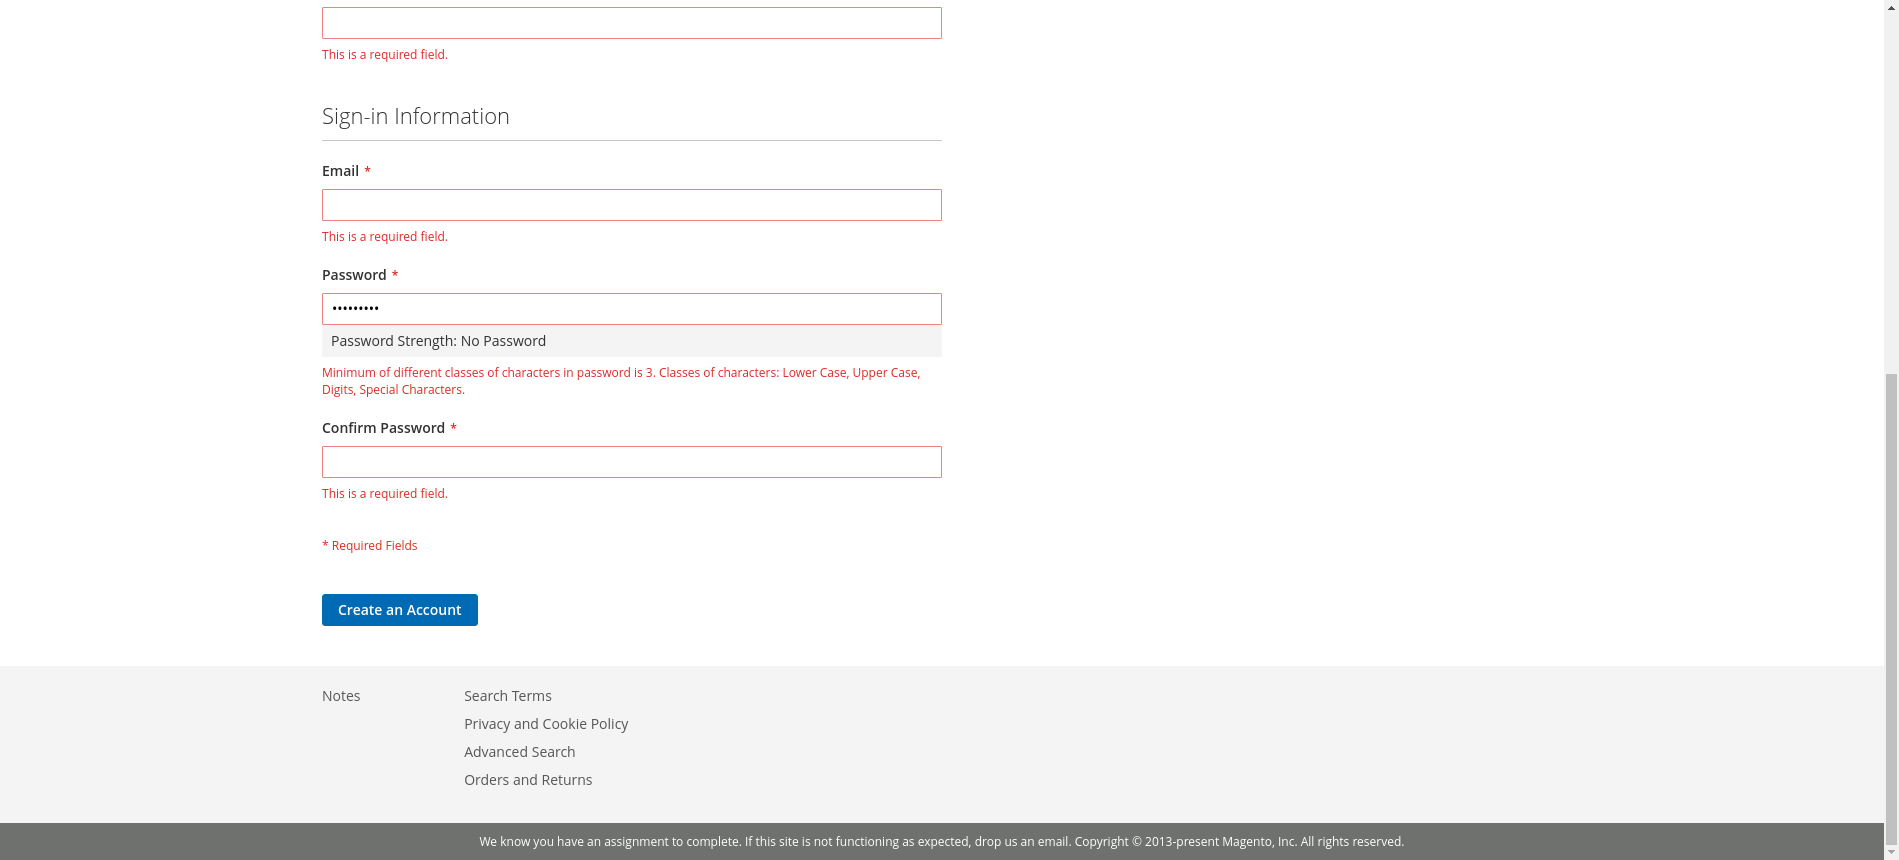 This is a required field.
Sign-in Information
Email *
This is a required field.
Password *
•••••••••
Password Strength: No Password
Minimum of different classes of characters in password is 3. Classes of characters: Lower Case, Upper Case,
Digits, Special Characters.
Confirm Password *
This is a required field.
* Required Fields
Create an Account
Notes
Search Terms
Privacy and Cookie Policy
Advanced Search
Orders and Returns
We know you have an assignment to complete. If this site is not functioning as expected, drop us an email. Copyright © 2013-present Magento, Inc. All rights reserved.